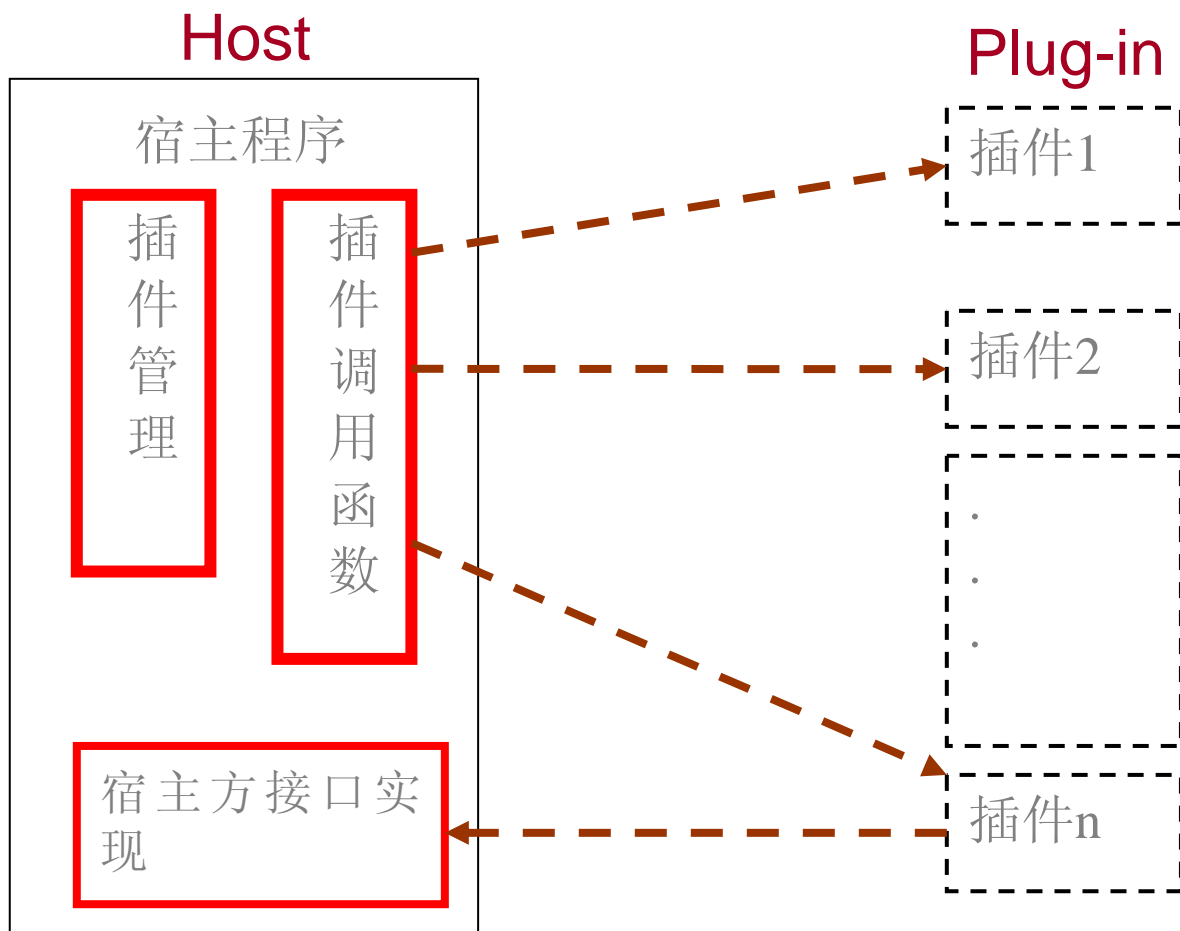 Host
宿主程序
插件管理
插件调用函数
宿主方接口实
现
Plug-in
插件1
插件2
.
.
.
插件n